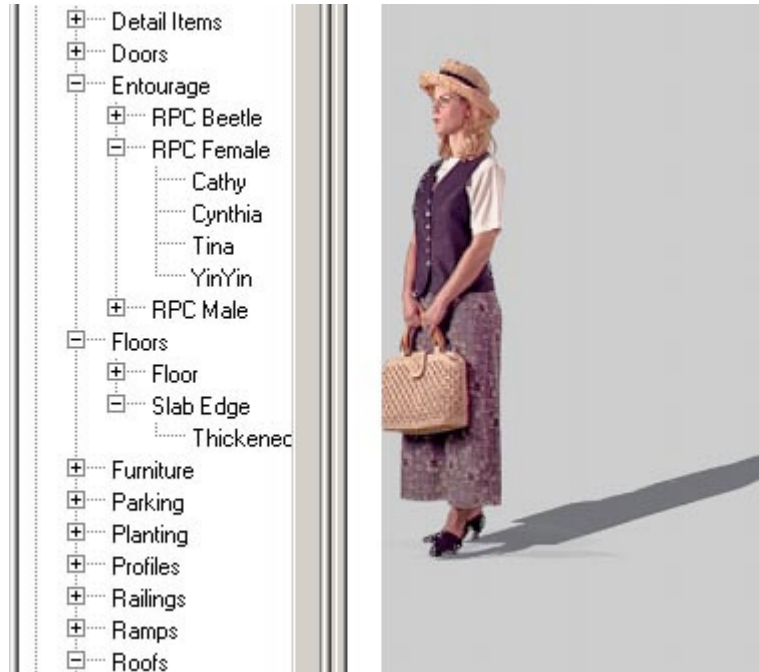 Detail Items
Doors
Entourage
RPC Beetle
RPC Female
Cathy
Cynthia
Tina
YinYin
RPC Male
Floors
Floor
Slab Edge
Thickened
Furniture
Parking
Planting
Profiles
Railings
Ramps
Roofs